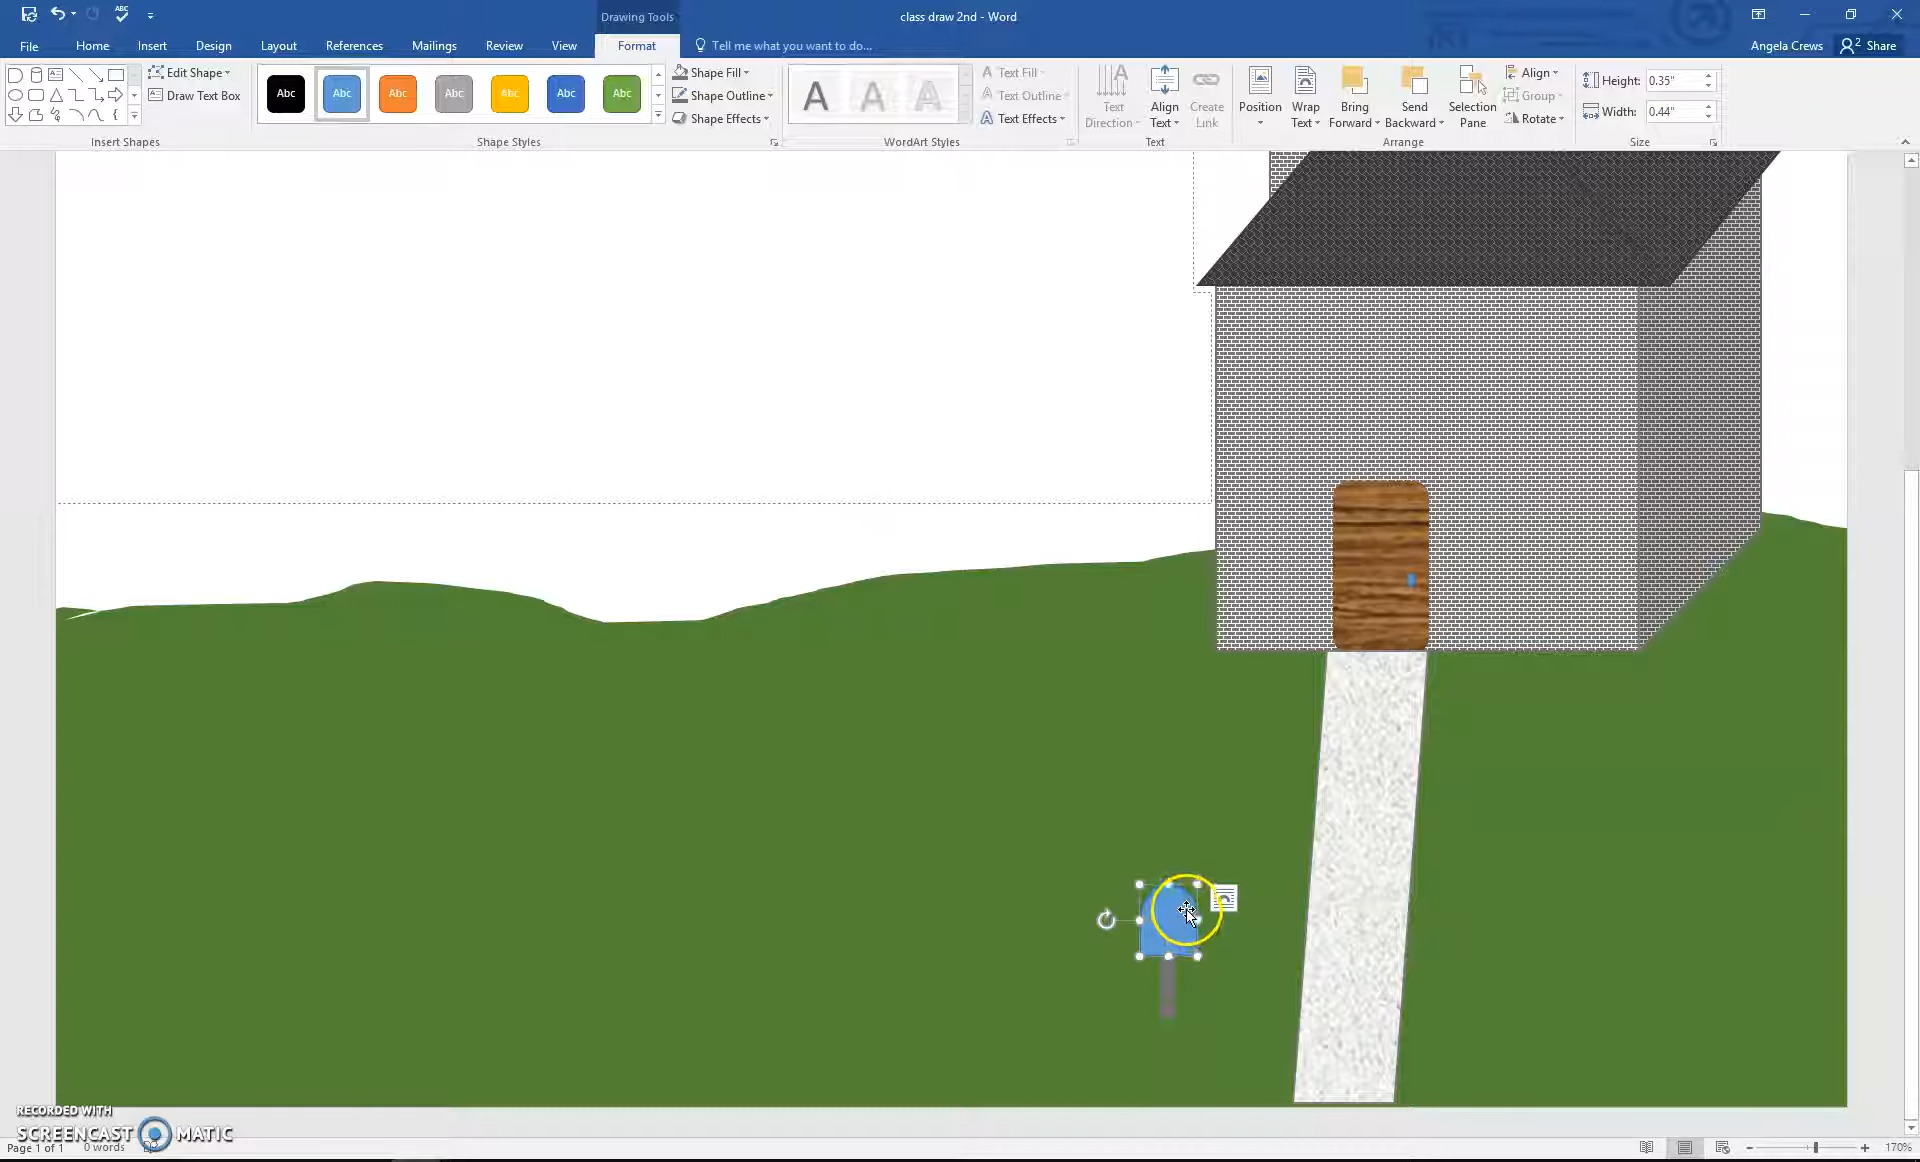 Drawing Tools
class draw 2nd - Word
File Home Insert Design Layout References Mailings Review View Format Tell me what you want to do... Angela Crews Share
Edit Shape
Draw Text Box
Insert Shapes
Abc Abc Abc Abc Abc Abc Abc
Shape Fill
Shape Outline
Shape Effects
Shape Styles
A A A
WordArt Styles
Text Fill
Text Outline
Text Effects
Text Direction
Align Text
Create Link
Text
Position
Wrap Text
Bring Forward
Send Backward
Selection Pane
Align
Group
Rotate
Arrange
Height: 0.35"
Width: 0.44"
Size
RECORDED WITH
SCREENCAST MATIC
Page 1 of 1 0 words
170%